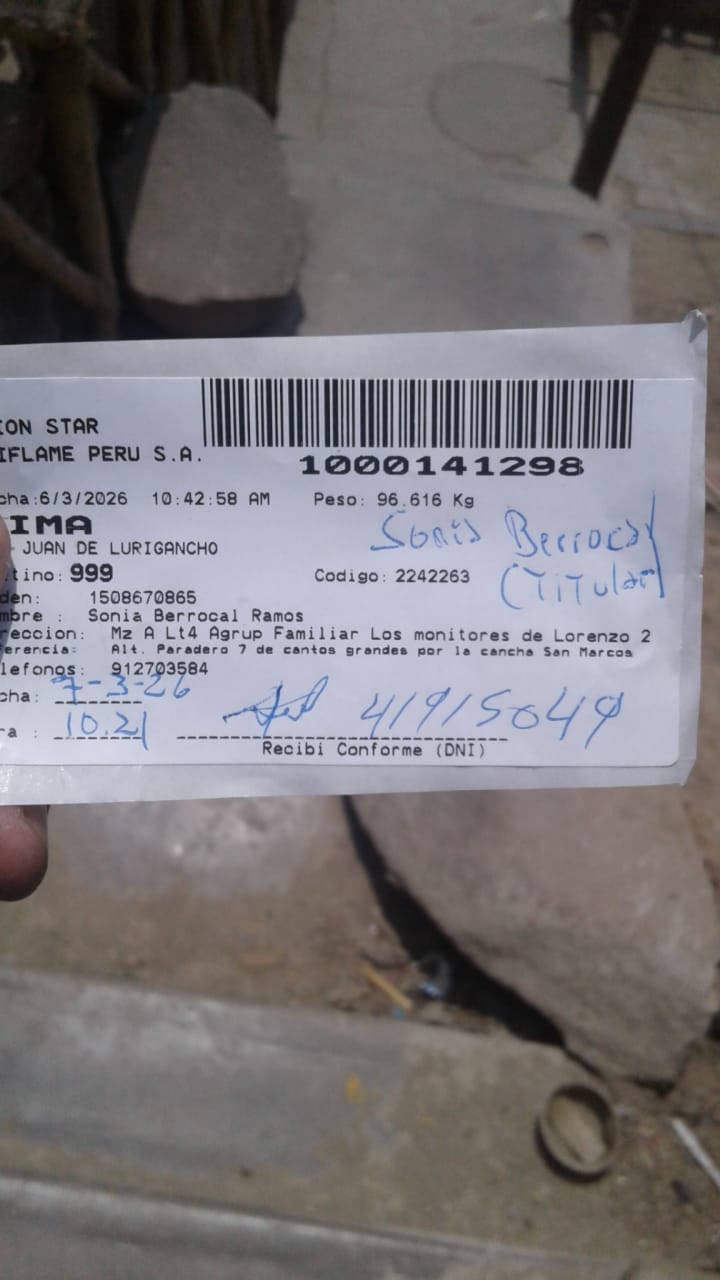 ION STAR
IFLAME PERU S.A.
1000141298
cha:6/3/2026 10:42:58 AM Peso: 96.616 Kg
IMA
JUAN DE LURIGANCHO
Sonia Berrocal
tino: 999 Codigo: 2242263
(Titular)
den: 1508670865
mbre : Sonia Berrocal Ramos
reccion: Mz A Lt4 Agrup Familiar Los monitores de Lorenzo 2
ferencia: Alt. Paradero 7 de cantos grandes por la cancha San Marcos
lefonos: 912703584
cha: 7-3-26
ra : 10.21 41915049
Recibi Conforme (DNI)